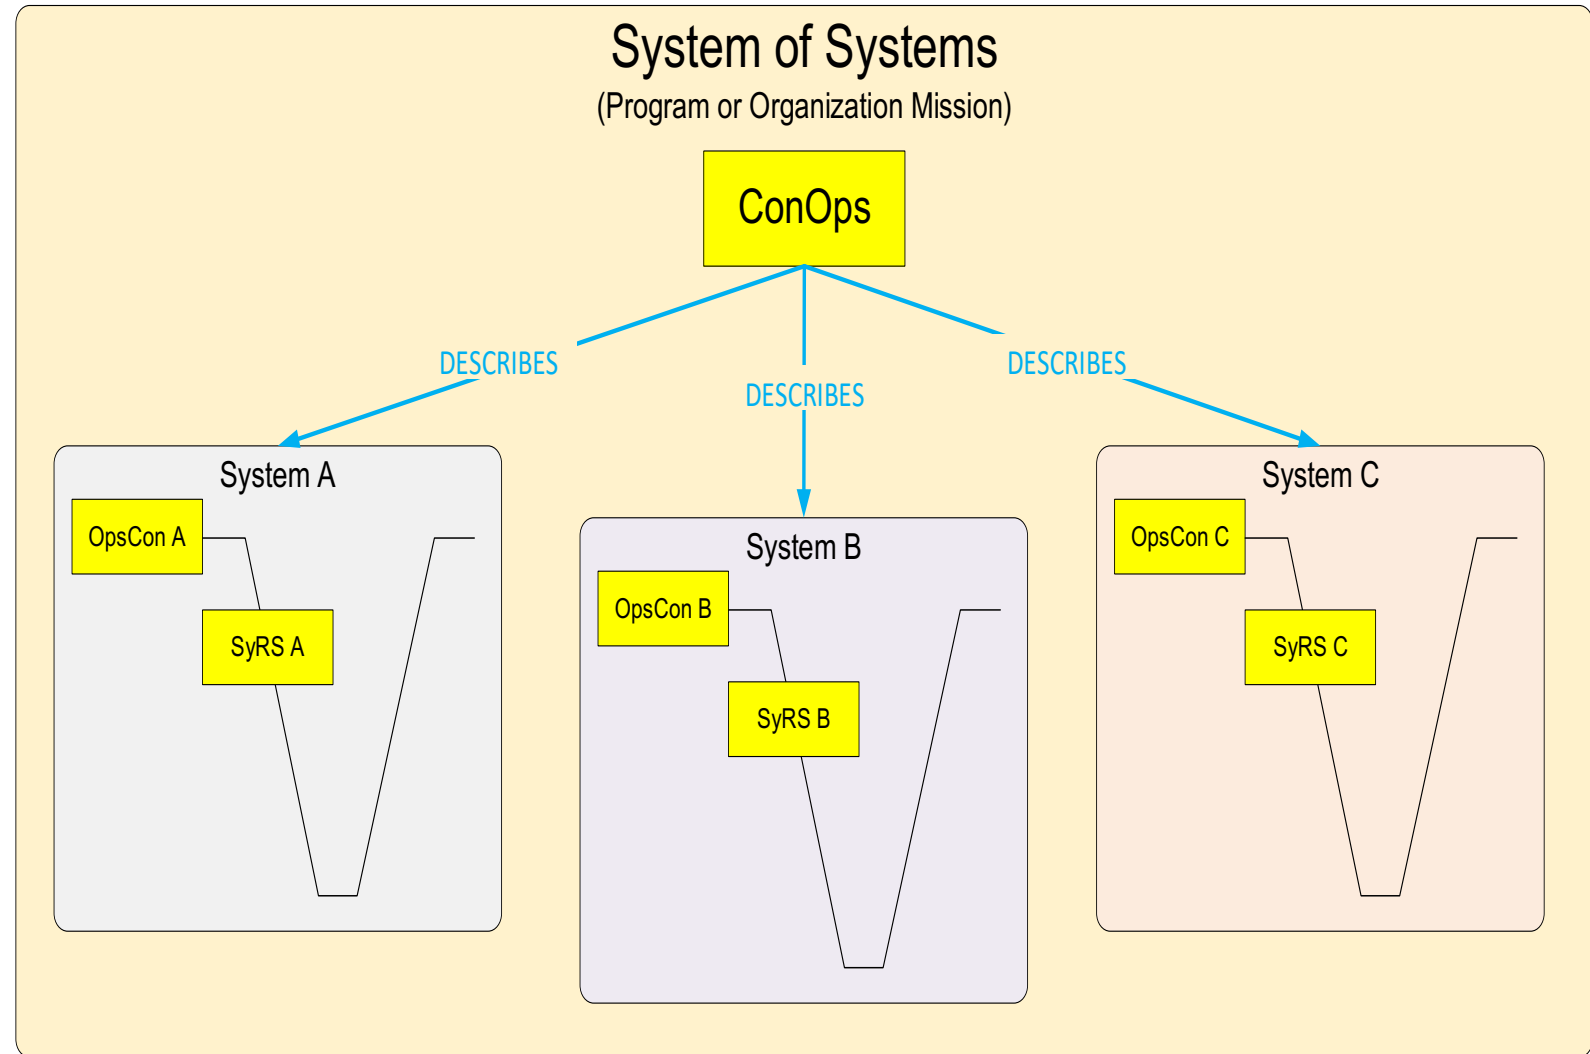 System of Systems
(Program or Organization Mission)
ConOps
DESCRIBES
DESCRIBES
DESCRIBES
System A
OpsCon A
SyRS A
System B
OpsCon B
SyRS B
System C
OpsCon C
SyRS C